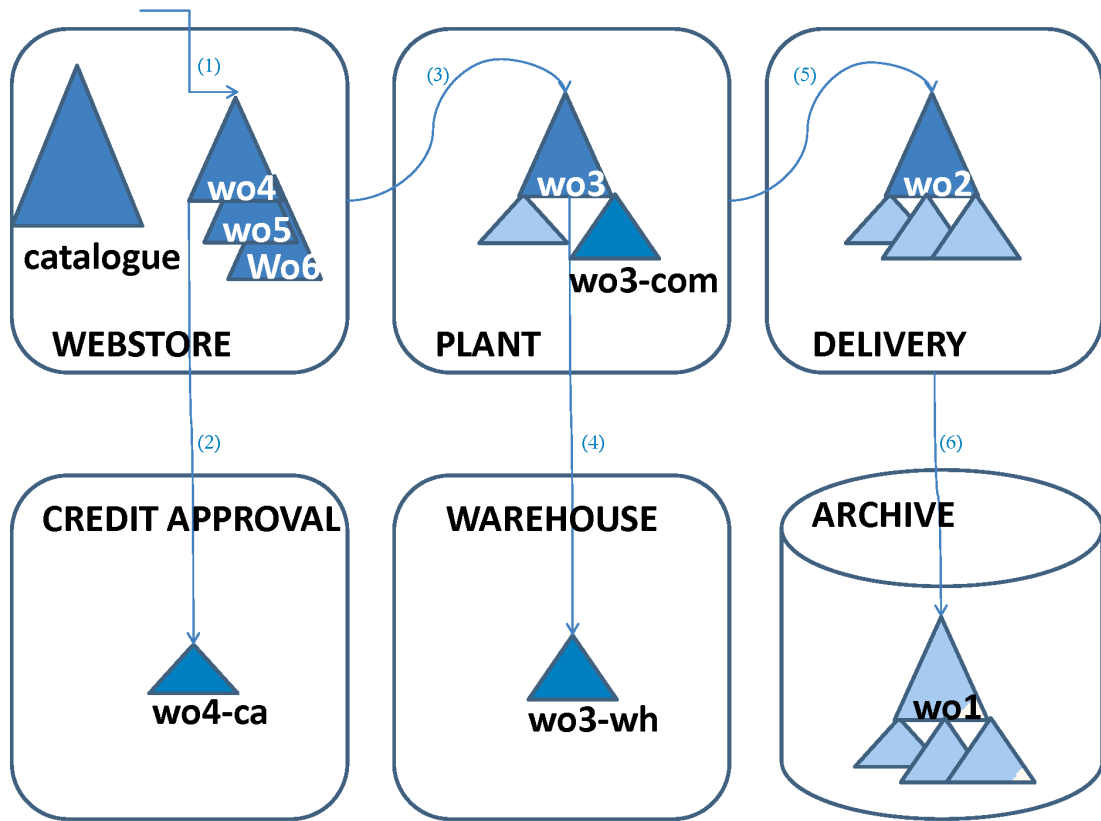 (1)
(3)
(5)
wo4
wo5
Wo6
catalogue
WEBSTORE
wo3
wo3-com
PLANT
wo2
DELIVERY
(2)
(4)
(6)
CREDIT APPROVAL
wo4-ca
WAREHOUSE
wo3-wh
ARCHIVE
wo1